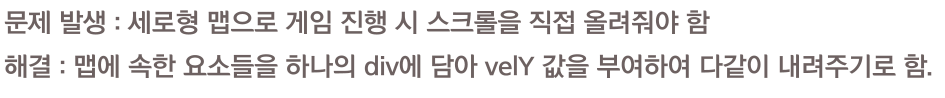 문제 발생 : 세로형 맵으로 게임 진행 시 스크롤을 직접 올려줘야 함
해결 : 맵에 속한 요소들을 하나의 div에 담아 velY 값을 부여하여 다같이 내려주기로 함.